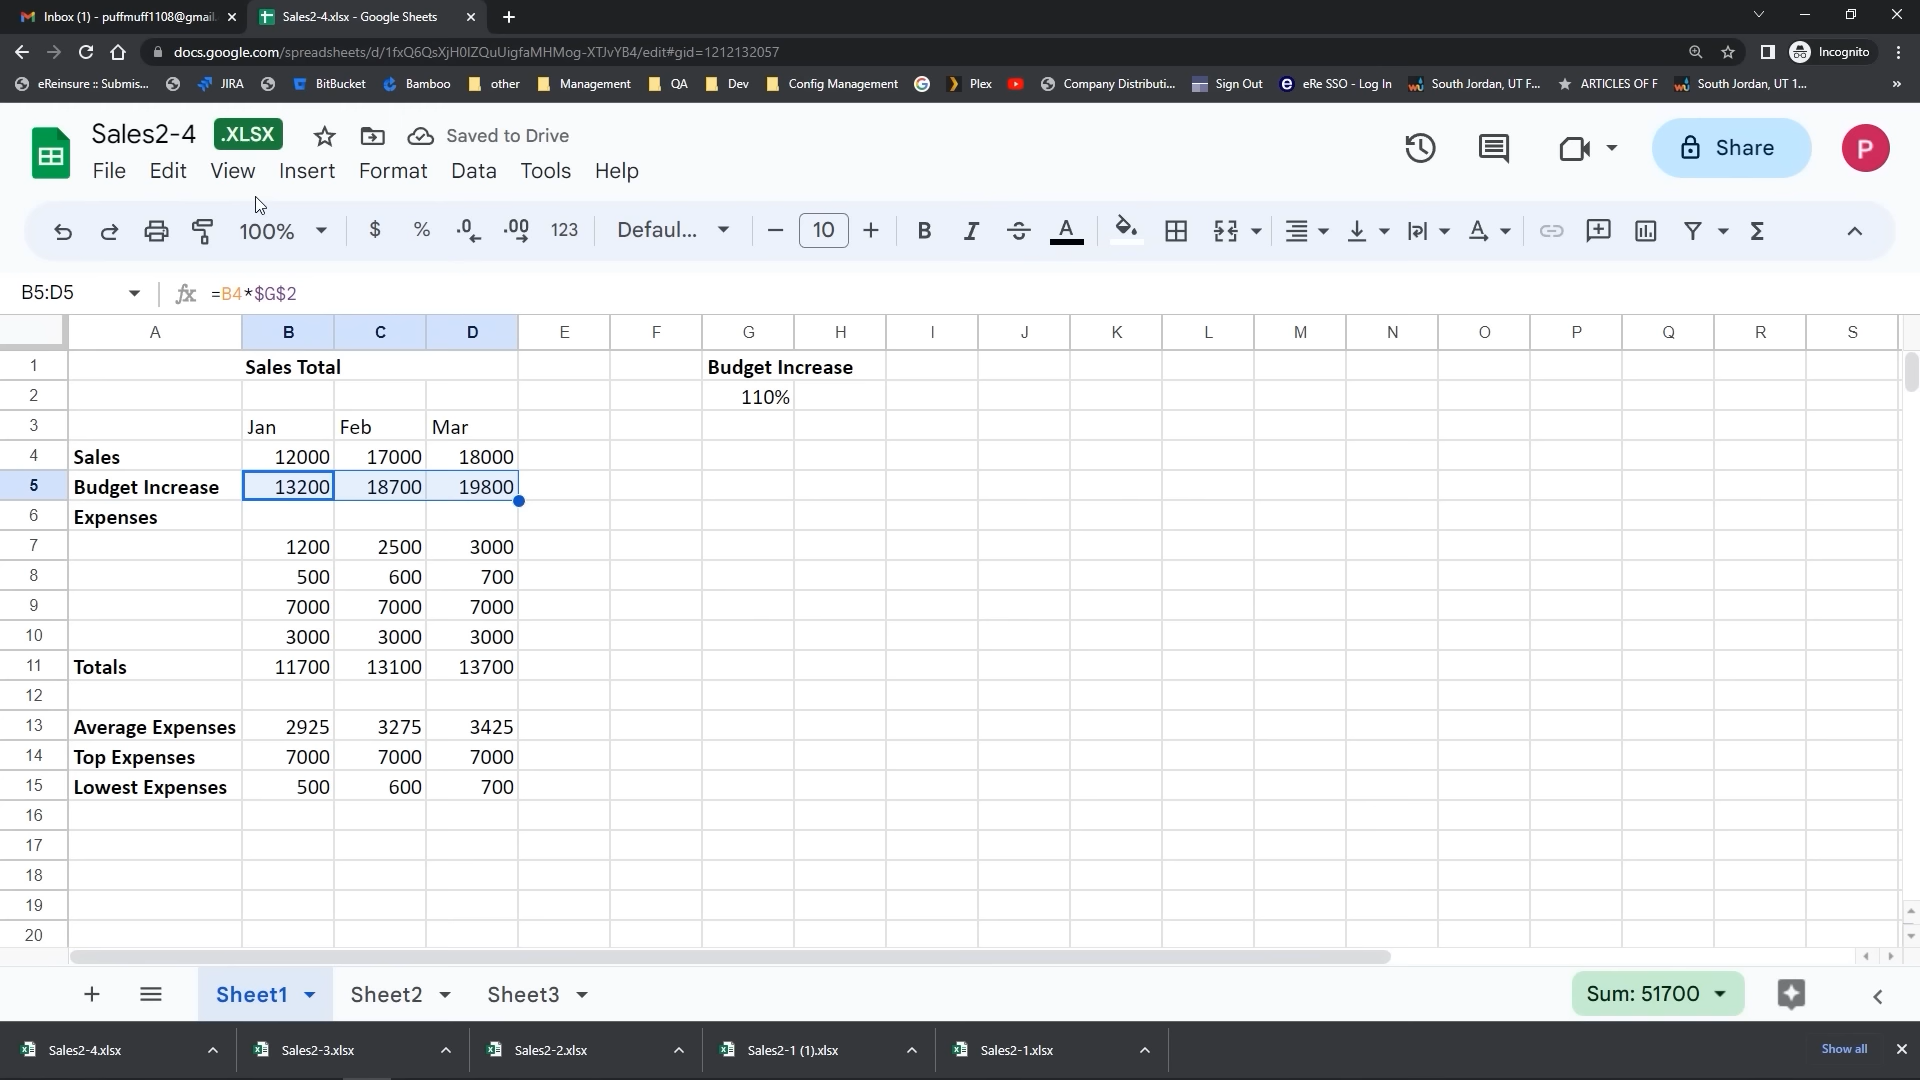 Inbox (1) - puffmuff1108@gmail.
Sales2-4.xlsx - Google Sheets
docs.google.com/spreadsheets/d/1fxQ6QsXjH0IZQuUigfaMHMog-XTJvYB4/edit#gid=1212132057
Incognito
eReinsure :: Submis... JIRA BitBucket Bamboo other Management QA Dev Config Management Plex Company Distributi... Sign Out eRe SSO - Log In South Jordan, UT F... ARTICLES OF F South Jordan, UT 1... »
Sales2-4 .XLSX Saved to Drive
File Edit View Insert Format Data Tools Help
Share
P
100% $ % .0 .00 123 Defaul... 10 B I S A Σ
B5:D5 fx =B4*$G$2
A B C D E F G H I J K L M N O P Q R S
1 Sales Total Budget Increase
2 110%
3 Jan Feb Mar
4 Sales 12000 17000 18000
5 Budget Increase 13200 18700 19800
6 Expenses
7 1200 2500 3000
8 500 600 700
9 7000 7000 7000
10 3000 3000 3000
11 Totals 11700 13100 13700
12
13 Average Expenses 2925 3275 3425
14 Top Expenses 7000 7000 7000
15 Lowest Expenses 500 600 700
16
17
18
19
20
Sheet1 Sheet2 Sheet3 Sum: 51700
Sales2-4.xlsx Sales2-3.xlsx Sales2-2.xlsx Sales2-1 (1).xlsx Sales2-1.xlsx Show all